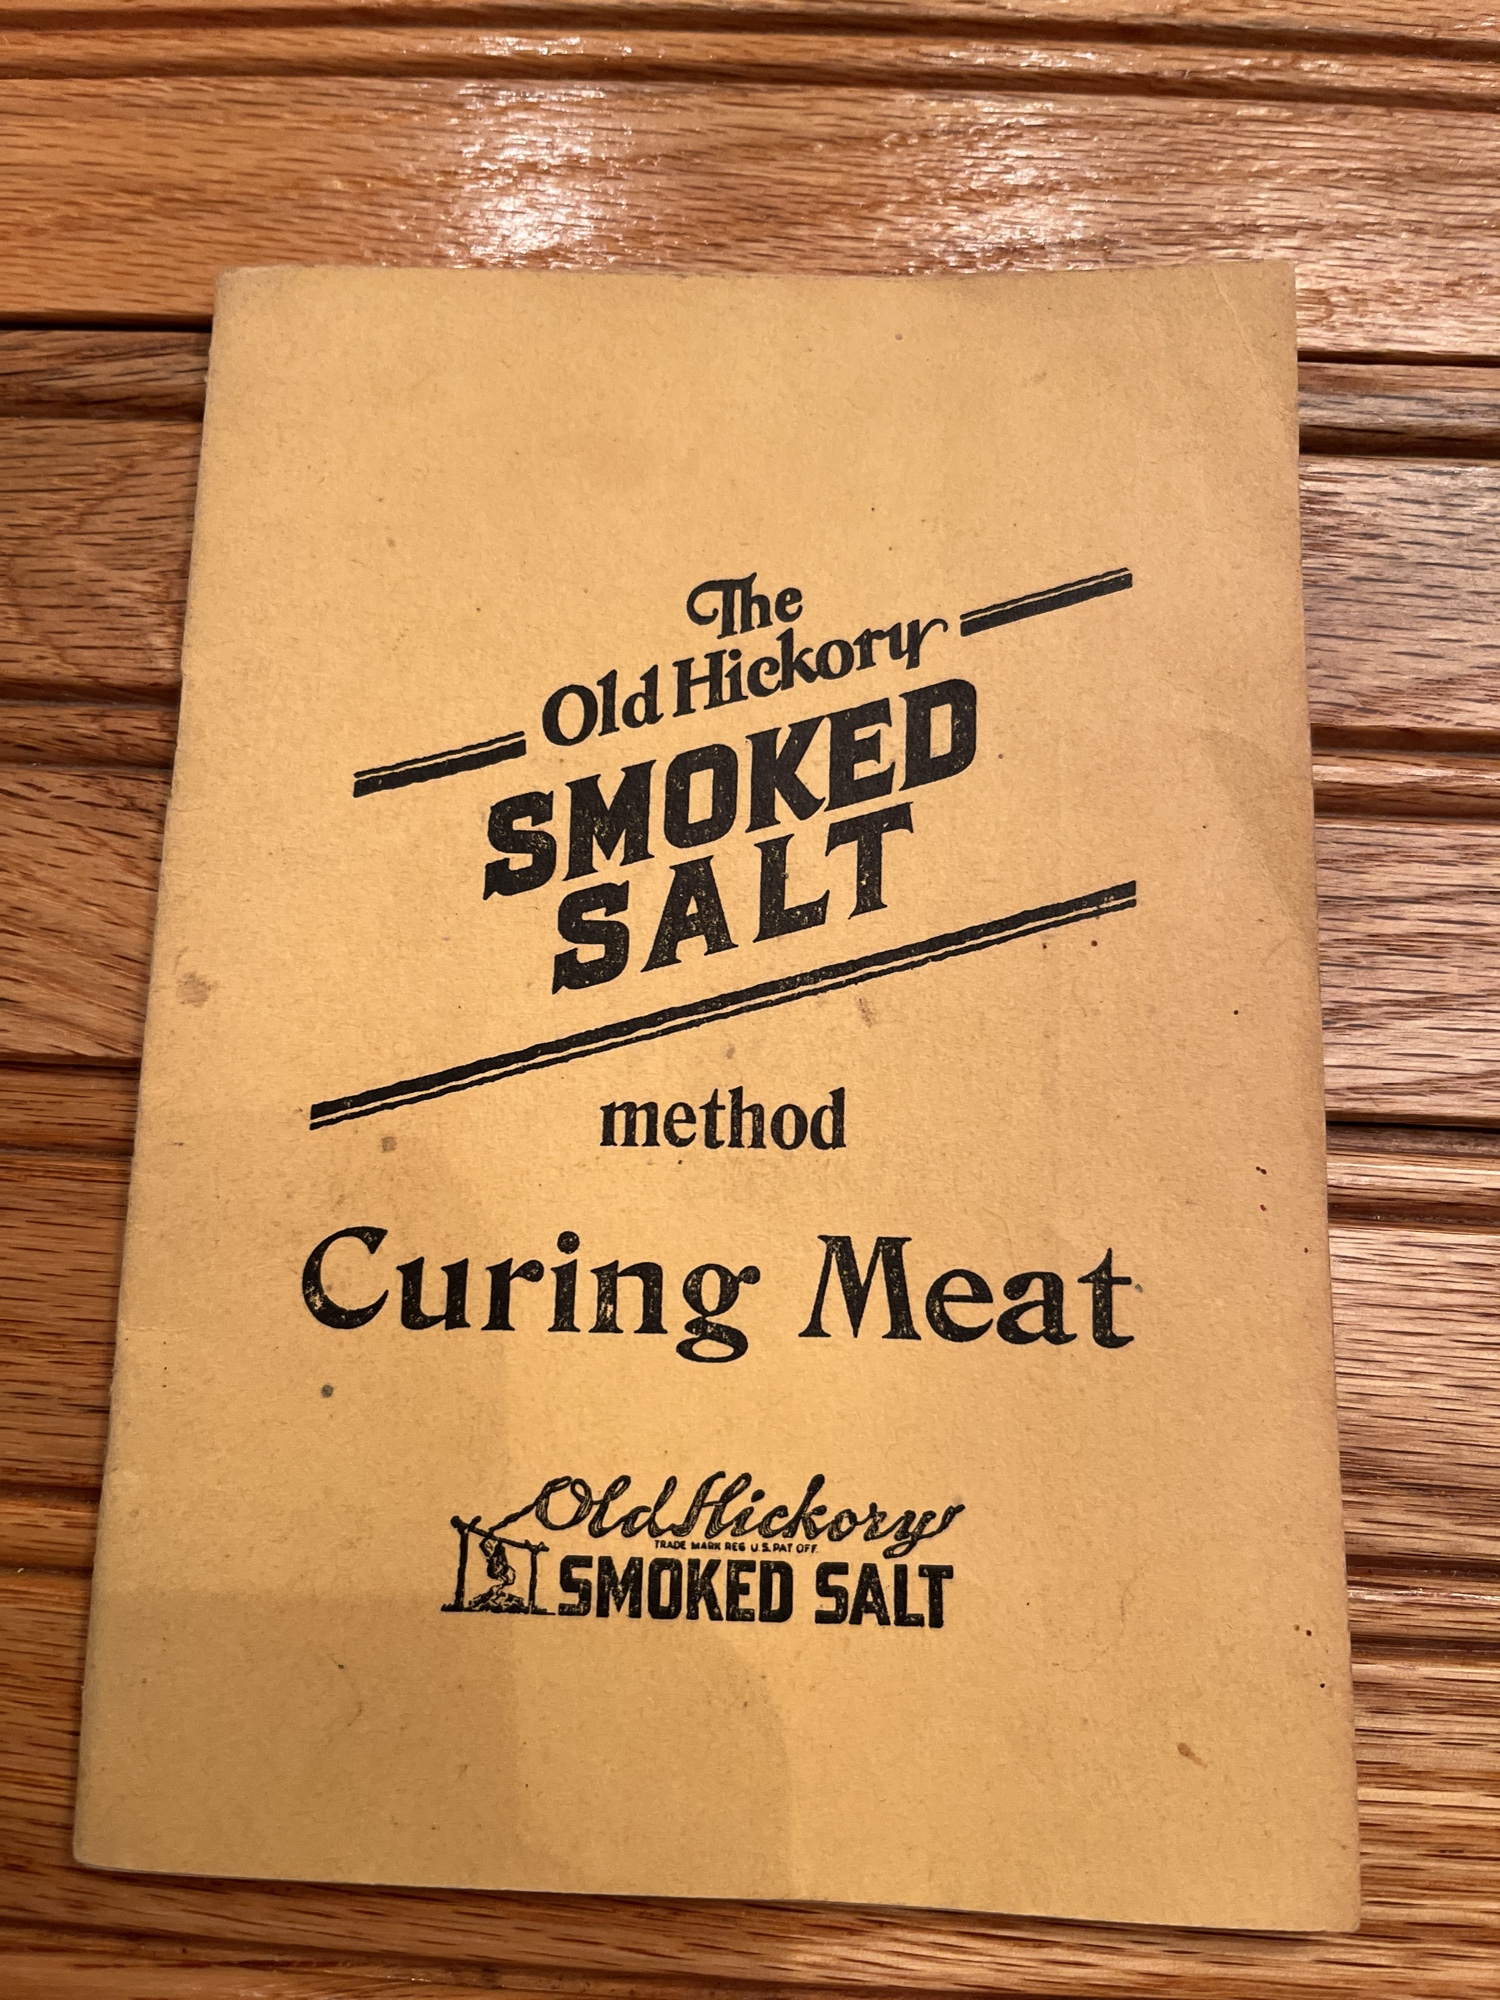 The
Old Hickory
SMOKED
SALT
method
Curing Meat
Old Hickory
TRADE MARK REG U.S. PAT OFF.
SMOKED SALT